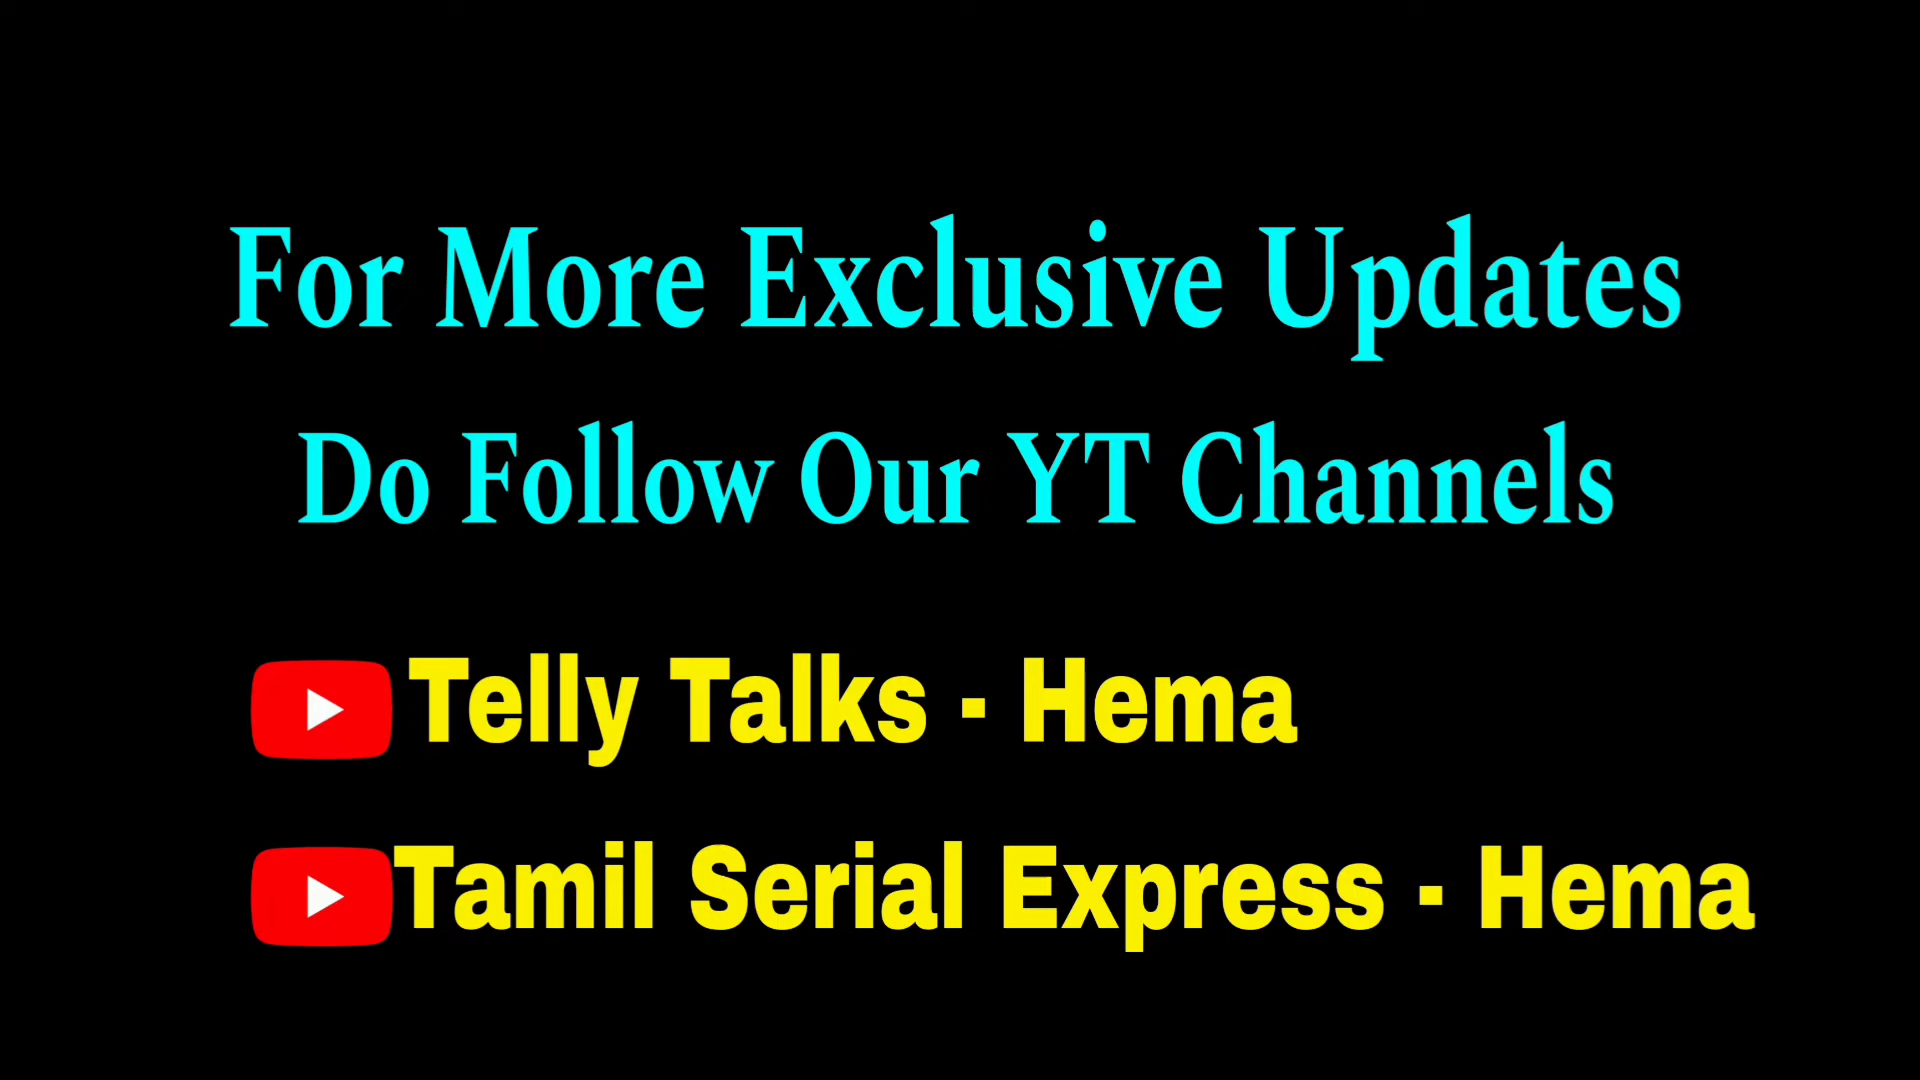 For More Exclusive Updates
Do Follow Our YT Channels
Telly Talks - Hema
Tamil Serial Express - Hema